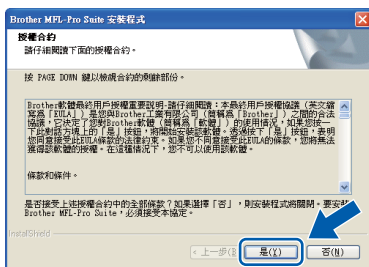 Brother MFL-Pro Suite 安裝程式
授權合約
請仔細閱讀下面的授權合約。
按 PAGE DOWN 鍵以檢視合約的剩餘部份。
Brother軟體最終用戶授權重要說明-請仔細閱讀：本最終用戶授權協議（英文縮
寫爲「EULA」）是您與Brother工業有限公司（簡稱爲「Brother」）之間的合法
協議，它決定了您對Brother軟體（簡稱爲「軟體」）的使用情況。如果您按一
下此對話方塊上的「是」按鈕，將開始安裝該軟體。透過按下「是」按鈕，表明
您同意接受此EULA條款的法律約束。如果您不同意接受此EULA的條款，您將無法
獲得該軟體的授權。在這種情況下，您不可以使用該軟體。
條款和條件。
是否接受上述授權合約中的全部條款？如果選擇「否」，則安裝程式將關閉。要安裝
Brother MFL-Pro Suite，必須接受本協定。
InstallShield
< 上一步(B)
是(Y)
否(N)